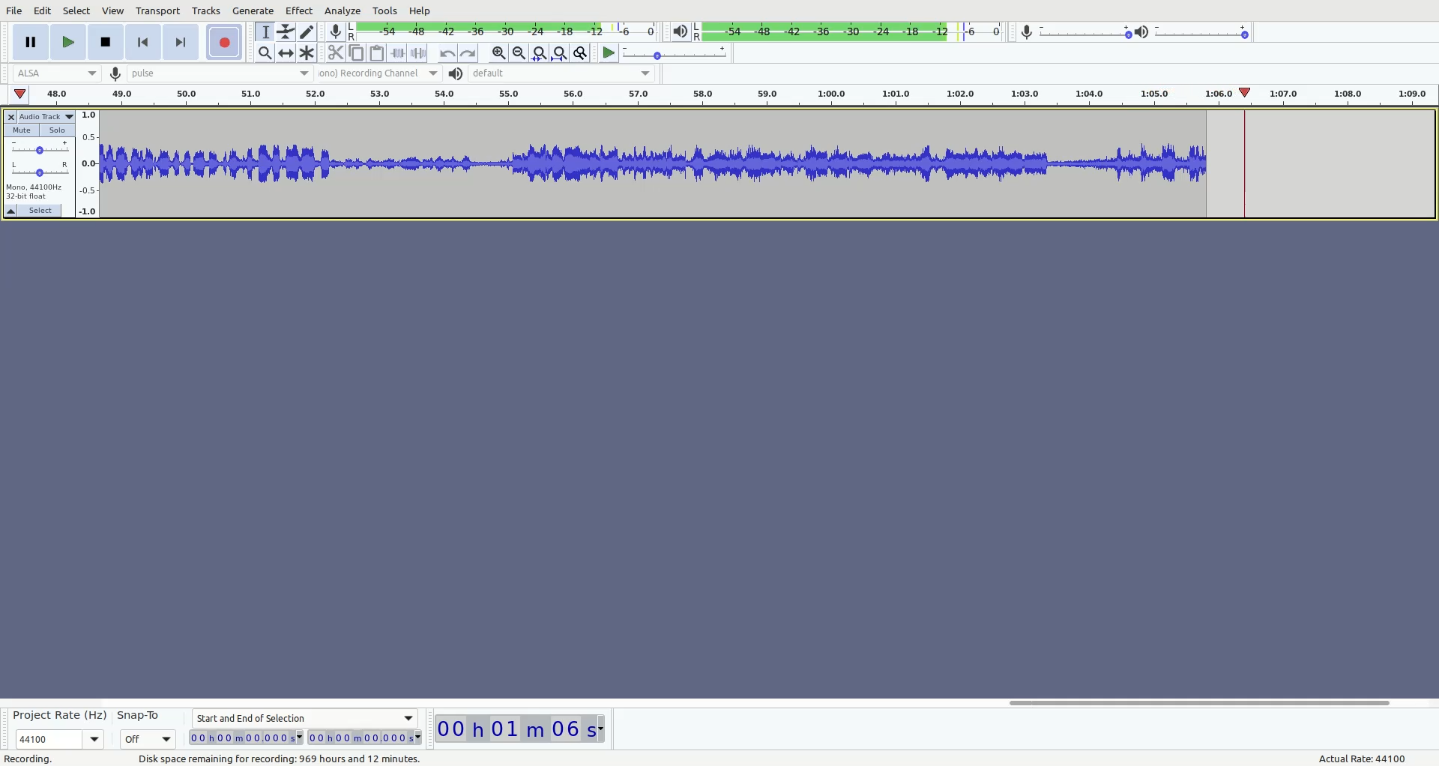 File Edit Select View Transport Tracks Generate Effect Analyze Tools Help
L -54 -48 -42 -36 -30 -24 -18 -12 -6 0
R
L -54 -48 -42 -36 -30 -24 -18 -12 -6 0
R
- +
- +
- +
ALSA pulse ono) Recording Channel default
48.0 49.0 50.0 51.0 52.0 53.0 54.0 55.0 56.0 57.0 58.0 59.0 1:00.0 1:01.0 1:02.0 1:03.0 1:04.0 1:05.0 1:06.0 1:07.0 1:08.0 1:09.0
Audio Track
Mute Solo
- +
L R
Mono, 44100Hz
32-bit float
Select
1.0
0.5
0.0
-0.5
-1.0
Project Rate (Hz) Snap-To Start and End of Selection
44100 Off 00 h 00 m 00.000 s 00 h 00 m 00.000 s
00 h 01 m 06 s
Recording. Disk space remaining for recording: 969 hours and 12 minutes. Actual Rate: 44100